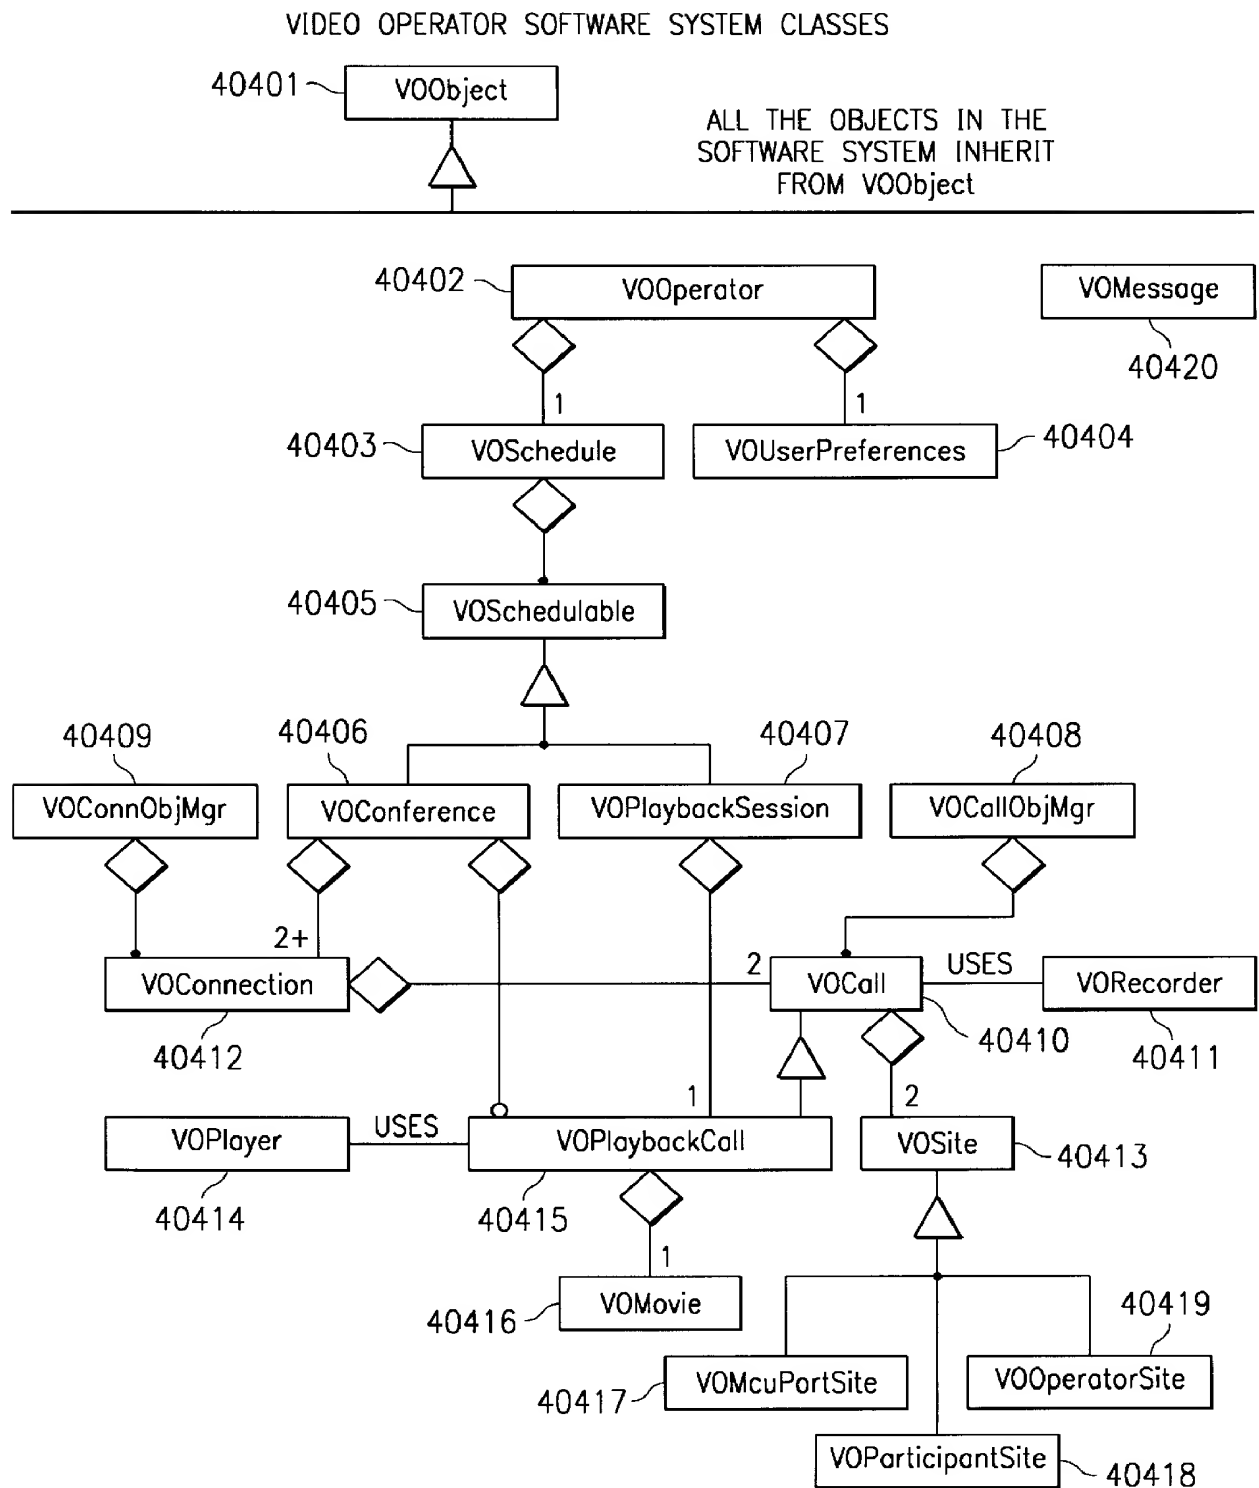 VIDEO OPERATOR SOFTWARE SYSTEM CLASSES
40401
VOObject
ALL THE OBJECTS IN THE
SOFTWARE SYSTEM INHERIT
FROM VOObject
40402
VOOperator
VOMessage
40420
1
1
40403
VOSchedule
VOUserPreferences
40404
40405
VOSchedulable
40409
40406
40407
40408
VOConnObjMgr
VOConference
VOPlaybackSession
VOCallObjMgr
2+
2
USES
VOConnection
VOCall
VORecorder
40412
40410
40411
1
2
VOPlayer
USES
VOPlaybackCall
VOSite
40413
40414
40415
1
40416
VOMovie
40419
40417
VOMcuPortSite
VOOperatorSite
VOParticipantSite
40418